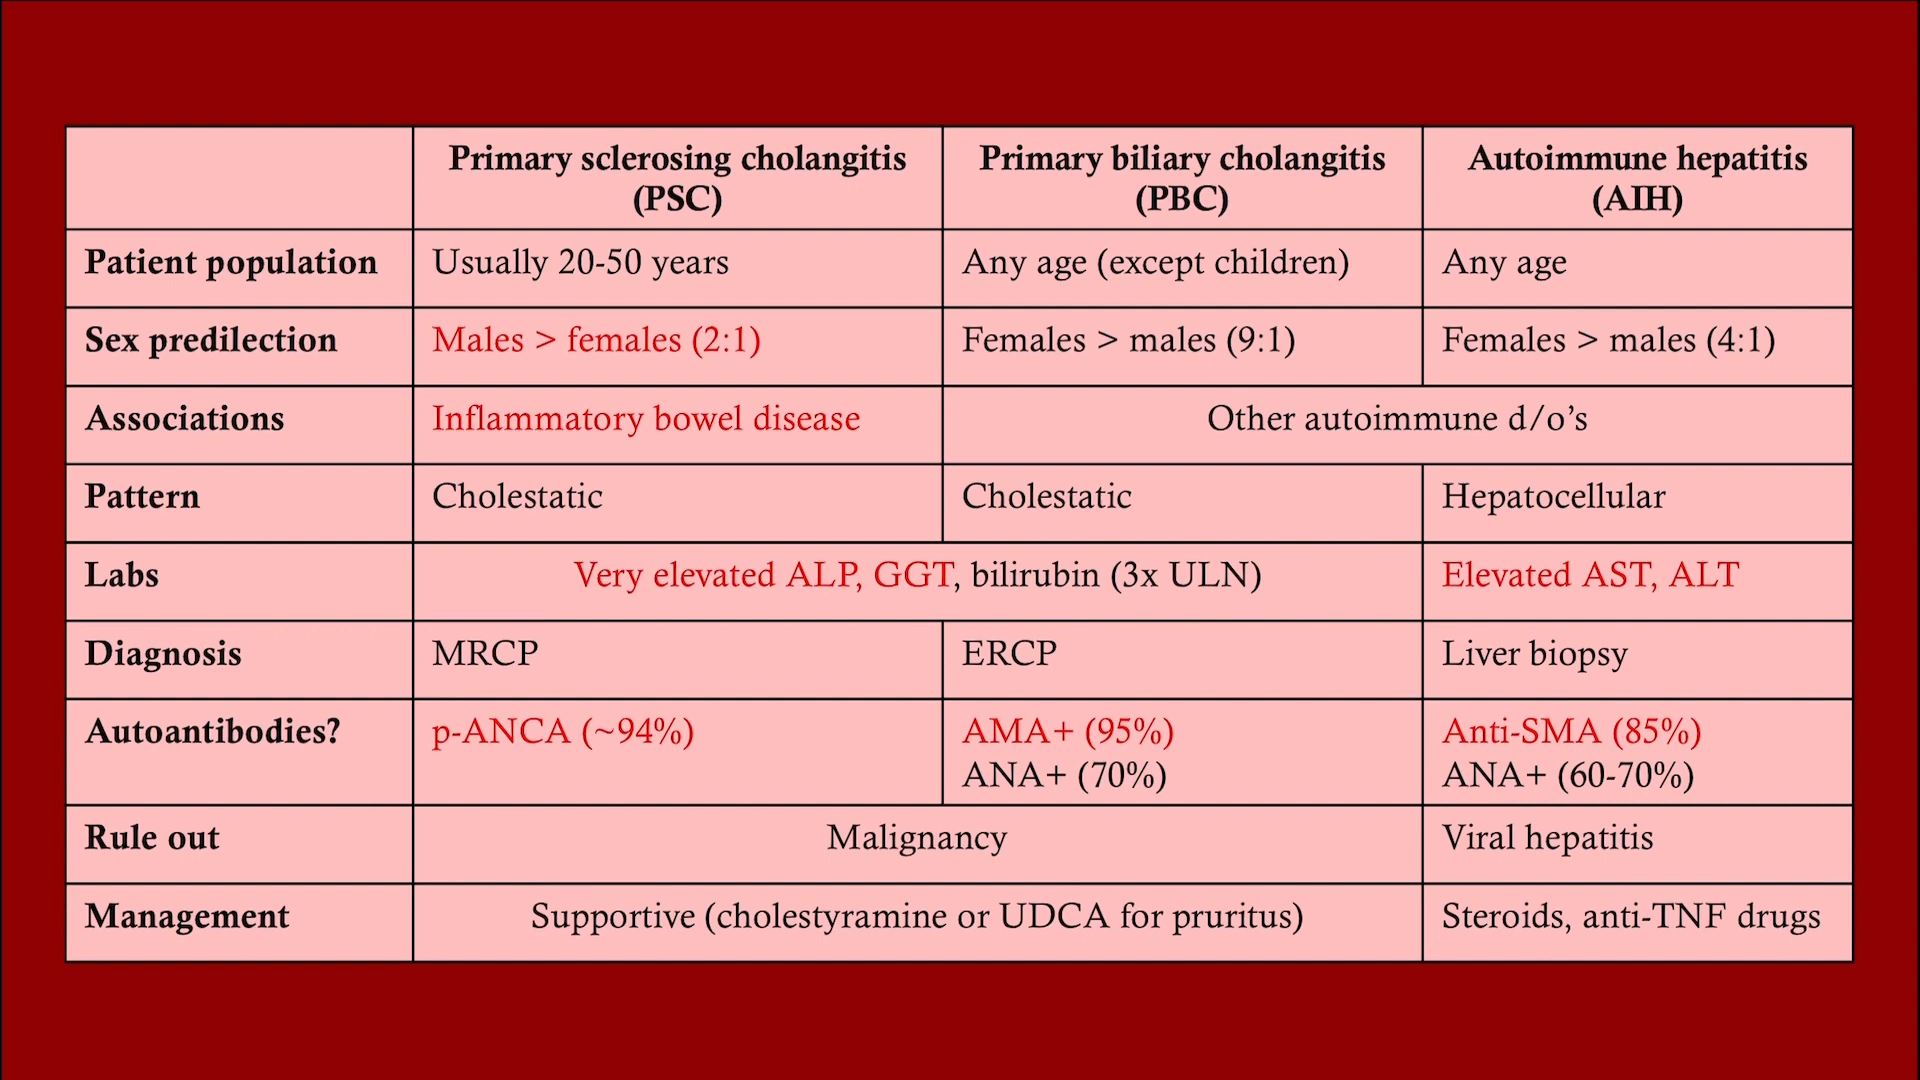 Primary sclerosing cholangitis
(PSC)
Primary biliary cholangitis
(PBC)
Autoimmune hepatitis
(AIH)
Patient population
Usually 20-50 years
Any age (except children)
Any age
Sex predilection
Males > females (2:1)
Females > males (9:1)
Females > males (4:1)
Associations
Inflammatory bowel disease
Other autoimmune d/o’s
Pattern
Cholestatic
Cholestatic
Hepatocellular
Labs
Very elevated ALP, GGT, bilirubin (3x ULN)
Elevated AST, ALT
Diagnosis
MRCP
ERCP
Liver biopsy
Autoantibodies?
p-ANCA (~94%)
AMA+ (95%)
ANA+ (70%)
Anti-SMA (85%)
ANA+ (60-70%)
Rule out
Malignancy
Viral hepatitis
Management
Supportive (cholestyramine or UDCA for pruritus)
Steroids, anti-TNF drugs